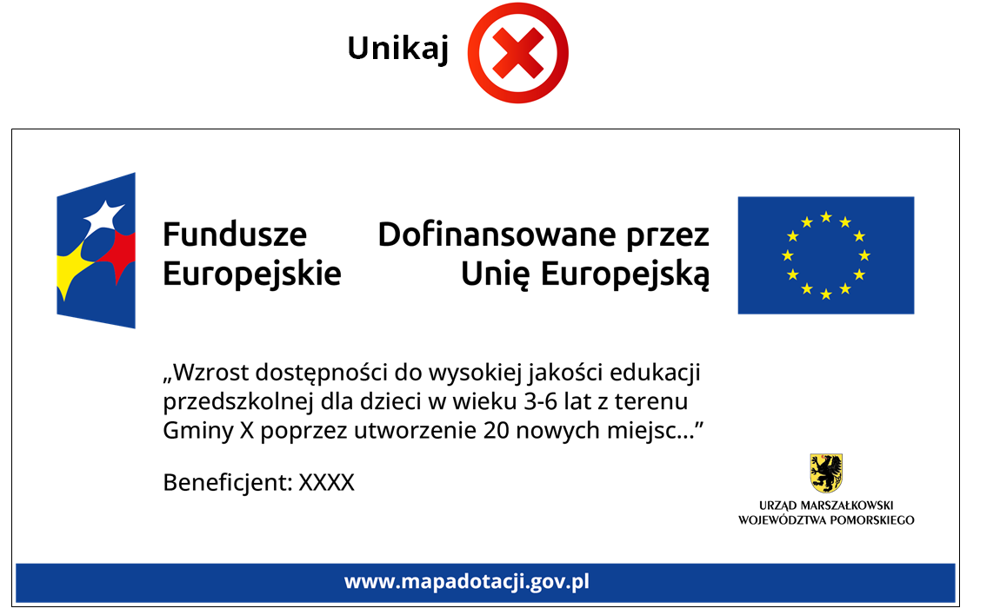 Unikaj
Fundusze
Europejskie
Dofinansowane przez
Unię Europejską
„Wzrost dostępności do wysokiej jakości edukacji
przedszkolnej dla dzieci w wieku 3-6 lat z terenu
Gminy X poprzez utworzenie 20 nowych miejsc...”
Beneficjent: XXXX
URZĄD MARSZAŁKOWSKI
WOJEWÓDZTWA POMORSKIEGO
www.mapadotacji.gov.pl